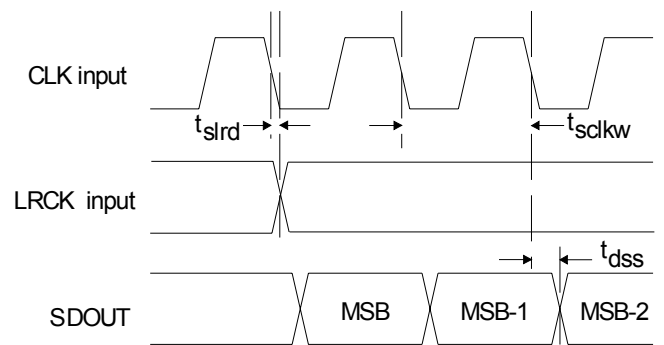 CLK input
tslrd
tsclkw
LRCK input
tdss
SDOUT
MSB
MSB-1
MSB-2